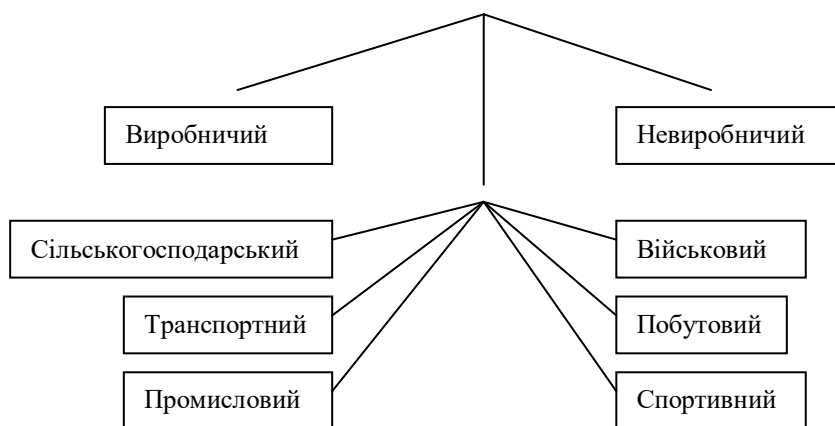 Виробничий
Невиробничий
Сільськогосподарський
Військовий
Транспортний
Побутовий
Промисловий
Спортивний